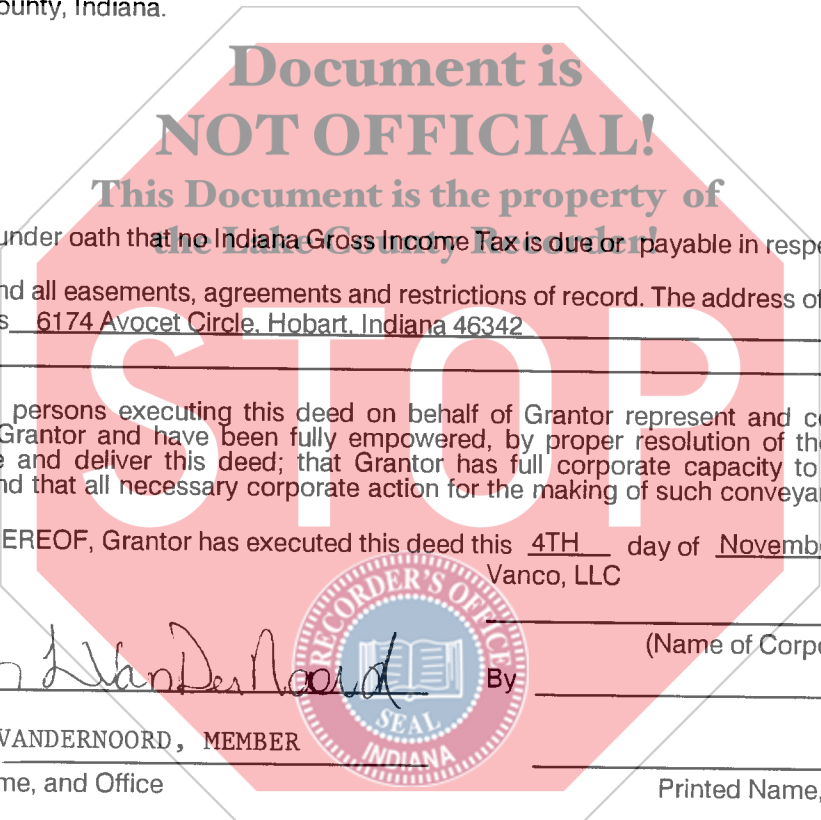 ounty, Indiana.
Document is
NOT OFFICIAL!
This Document is the property of
the Lake County Recorder!
under oath that no Indiana Gross Income Tax is due or payable in respe
nd all easements, agreements and restrictions of record. The address of
s 6174 Avocet Circle, Hobart, Indiana 46342
STOP
persons executing this deed on behalf of Grantor represent and c
Grantor and have been fully empowered, by proper resolution of th
e and deliver this deed; that Grantor has full corporate capacity to
nd that all necessary corporate action for the making of such conveya
EREOF, Grantor has executed this deed this 4TH day of Novemb
Vanco, LLC
RECORDER'S OFFICE
SEAL
INDIANA
(Name of Corpo
L VanDerNoord
By
VANDERNOORD, MEMBER
me, and Office
Printed Name,